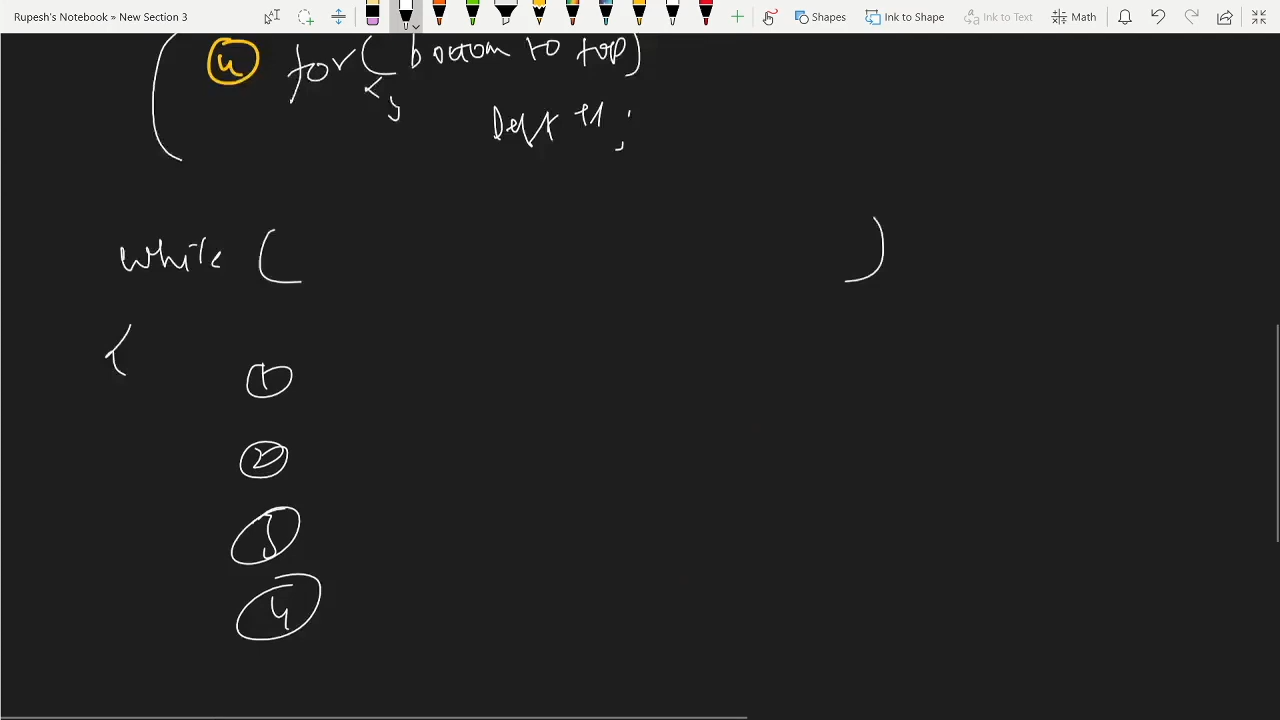 Rupesh's Notebook » New Section 3
Shapes Ink to Shape Ink to Text Math
4 for( bottom to top)
left ++;
while ( )
{
1
2
3
4